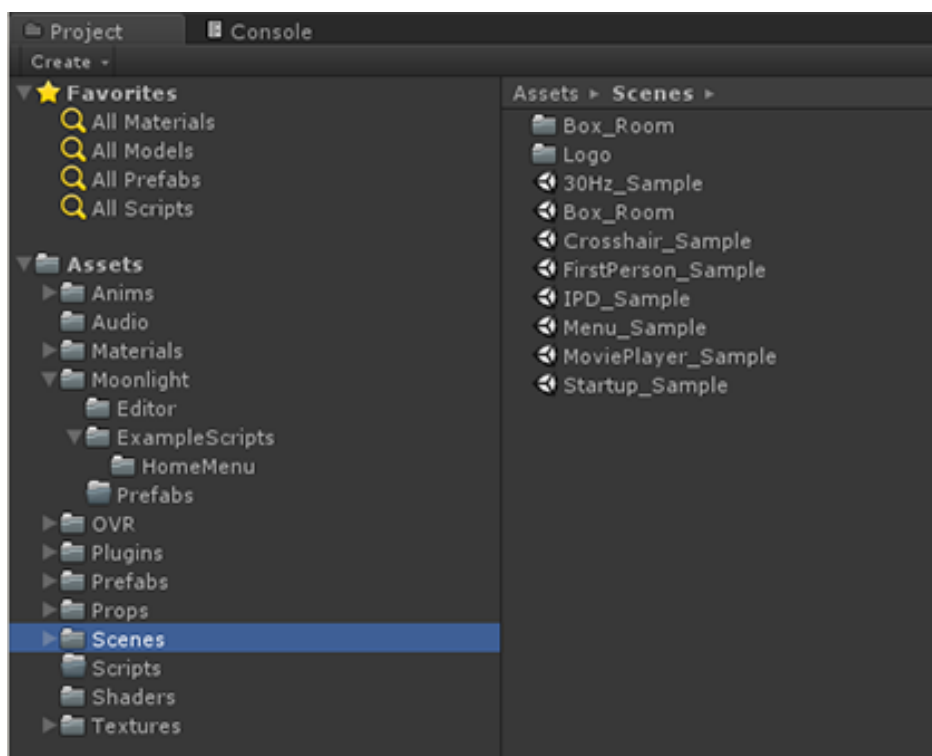 Project
Console
Create
Favorites
All Materials
All Models
All Prefabs
All Scripts
Assets
Anims
Audio
Materials
Moonlight
Editor
ExampleScripts
HomeMenu
Prefabs
OVR
Plugins
Prefabs
Props
Scenes
Scripts
Shaders
Textures
Assets ▸ Scenes ▸
Box_Room
Logo
30Hz_Sample
Box_Room
Crosshair_Sample
FirstPerson_Sample
IPD_Sample
Menu_Sample
MoviePlayer_Sample
Startup_Sample